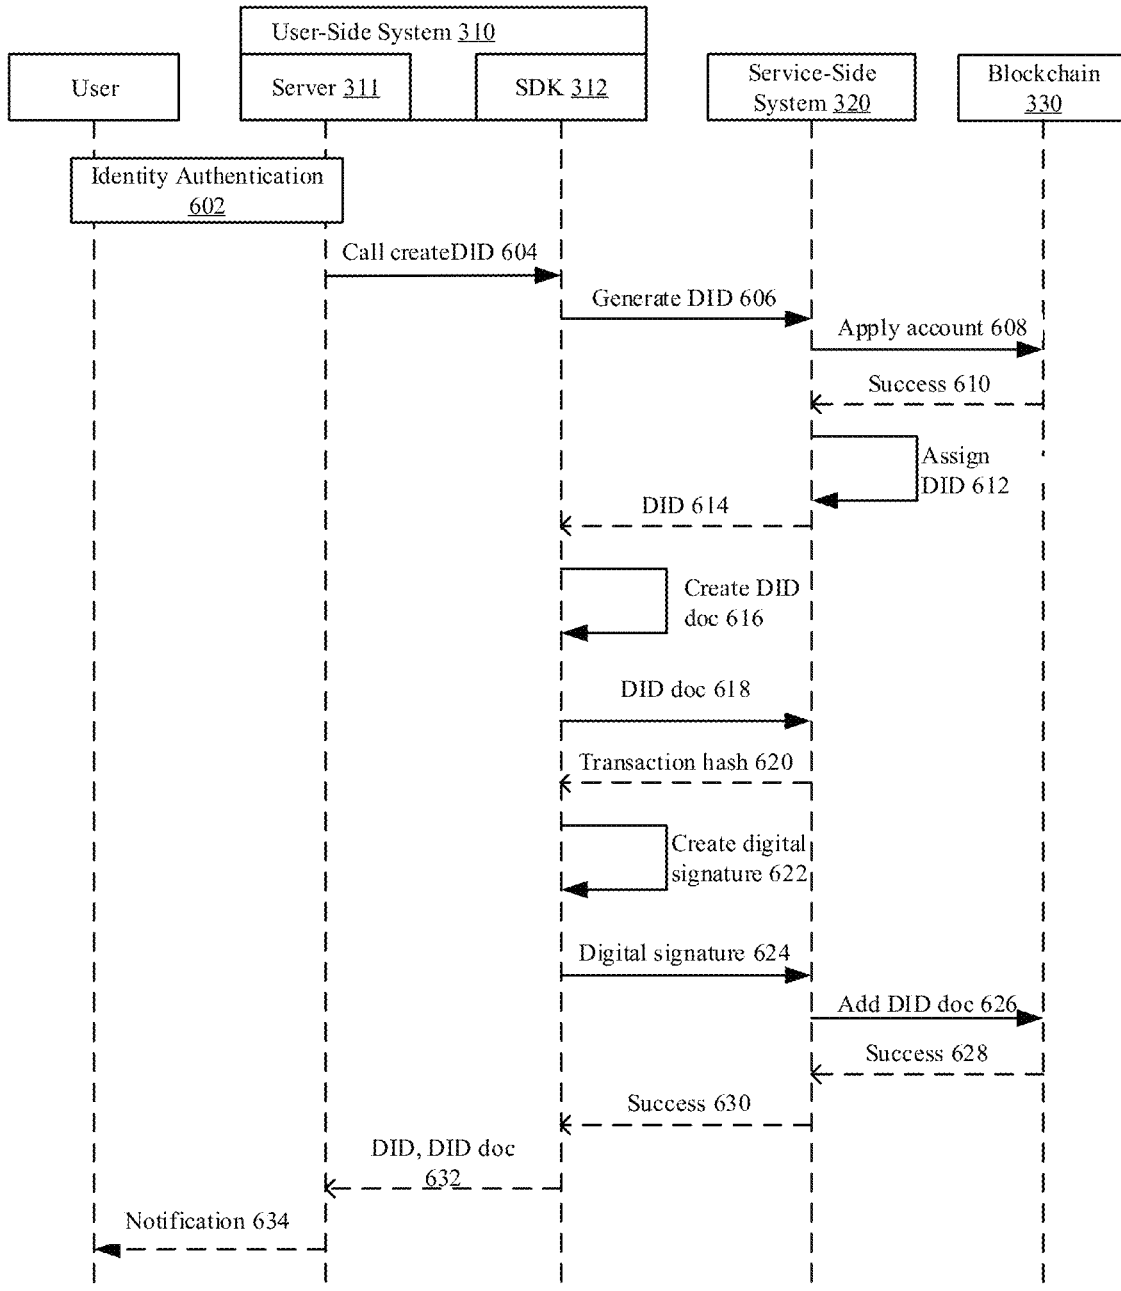 User-Side System 310
User
Server 311
SDK 312
Service-Side
System 320
Blockchain
330
Identity Authentication
602
Call createDID 604
Generate DID 606
Apply account 608
Success 610
Assign
DID 612
DID 614
Create DID
doc 616
DID doc 618
Transaction hash 620
Create digital
signature 622
Digital signature 624
Add DID doc 626
Success 628
Success 630
DID, DID doc
632
Notification 634